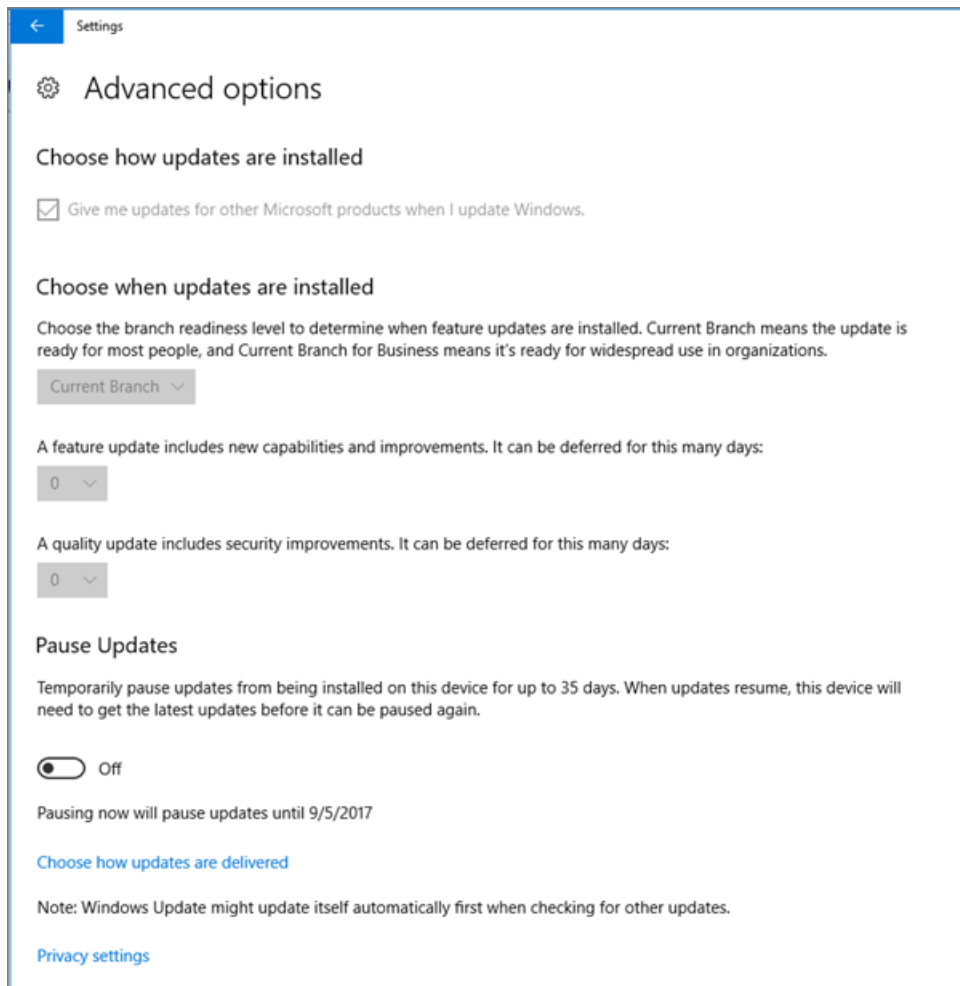 Settings
Advanced options
Choose how updates are installed
Give me updates for other Microsoft products when I update Windows.
Choose when updates are installed
Choose the branch readiness level to determine when feature updates are installed. Current Branch means the update is
ready for most people, and Current Branch for Business means it's ready for widespread use in organizations.
Current Branch
A feature update includes new capabilities and improvements. It can be deferred for this many days:
0
A quality update includes security improvements. It can be deferred for this many days:
0
Pause Updates
Temporarily pause updates from being installed on this device for up to 35 days. When updates resume, this device will
need to get the latest updates before it can be paused again.
Off
Pausing now will pause updates until 9/5/2017
Choose how updates are delivered
Note: Windows Update might update itself automatically first when checking for other updates.
Privacy settings